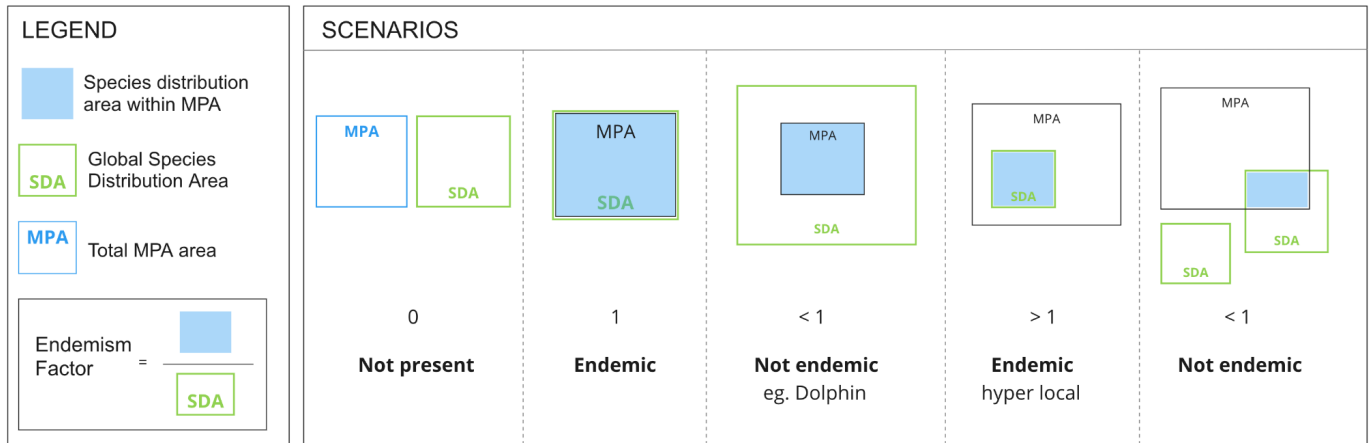 LEGEND
Species distribution
area within MPA
SDA
Global Species
Distribution Area
MPA
Total MPA area
Endemism
Factor
=
SDA
SCENARIOS
MPA
SDA
0
Not present
MPA
SDA
1
Endemic
MPA
SDA
< 1
Not endemic
eg. Dolphin
MPA
SDA
> 1
Endemic
hyper local
MPA
SDA
SDA
< 1
Not endemic